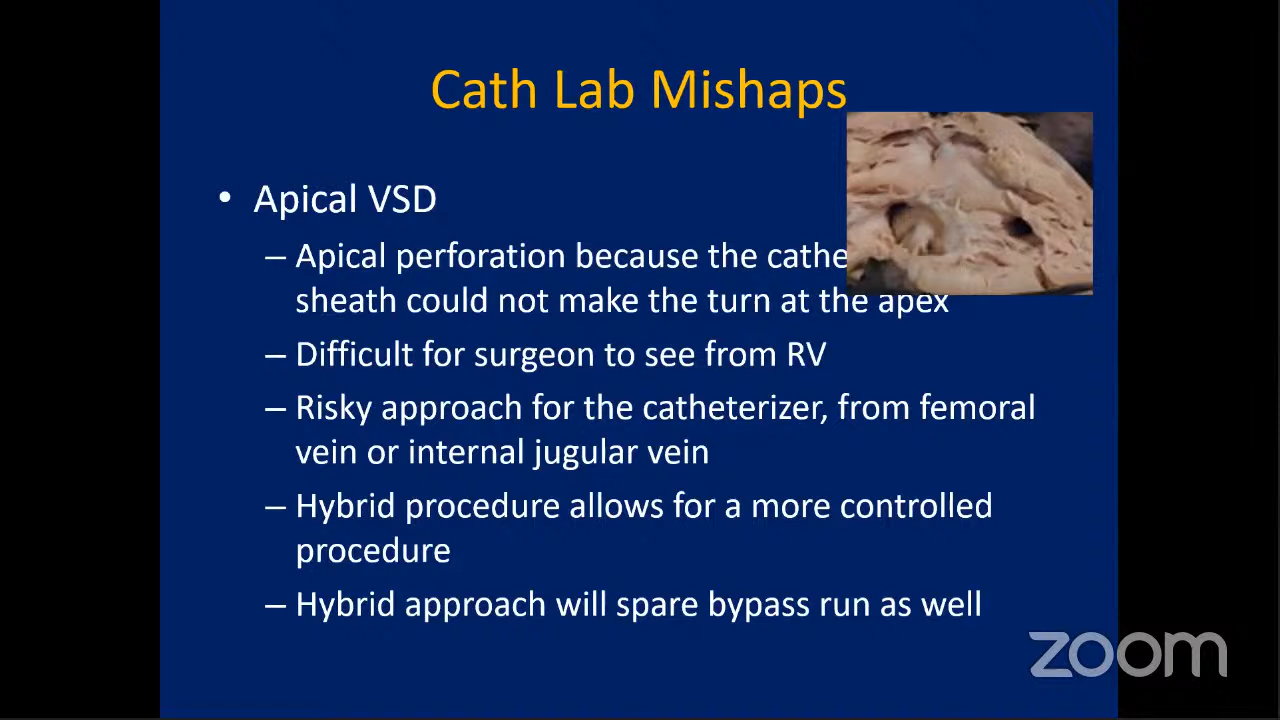 Cath Lab Mishaps
• Apical VSD
– Apical perforation because the cathe
sheath could not make the turn at the apex
– Difficult for surgeon to see from RV
– Risky approach for the catheterizer, from femoral
vein or internal jugular vein
– Hybrid procedure allows for a more controlled
procedure
– Hybrid approach will spare bypass run as well
zoom